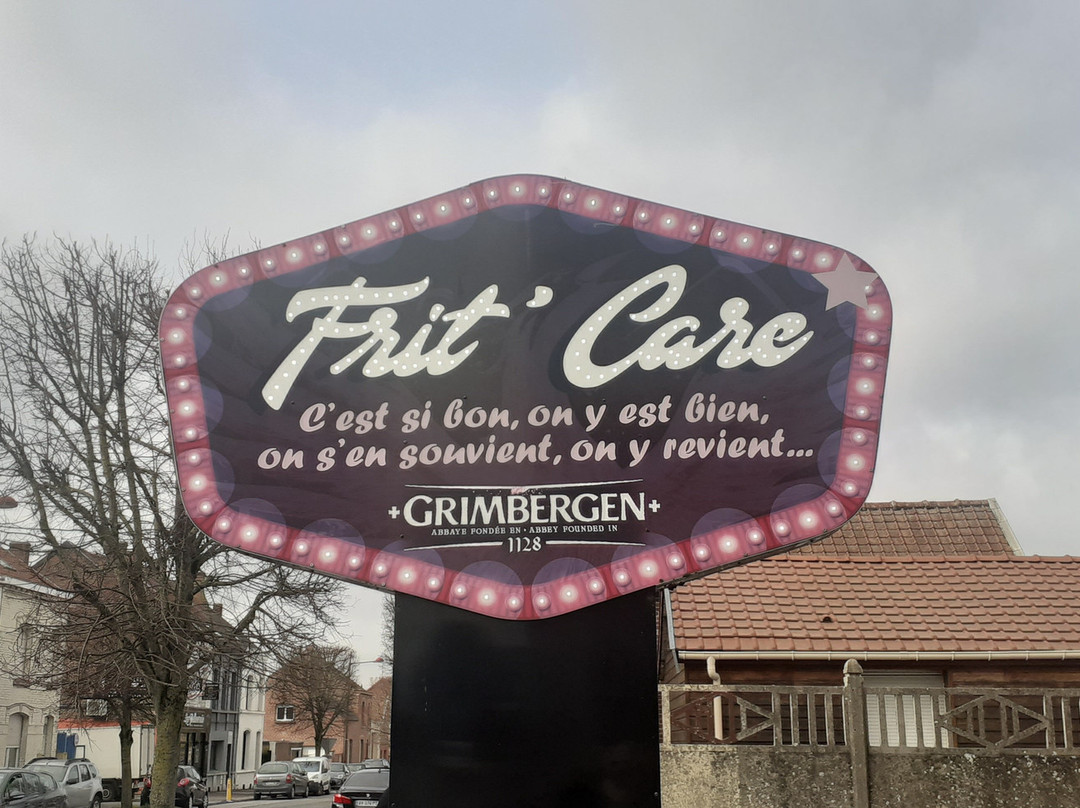 Frit' Care
C'est si bon, on y est bien,
on s'en souvient, on y revient...
+GRIMBERGEN+
ABBAYE FONDÉE EN • ABBEY FOUNDED IN
1128